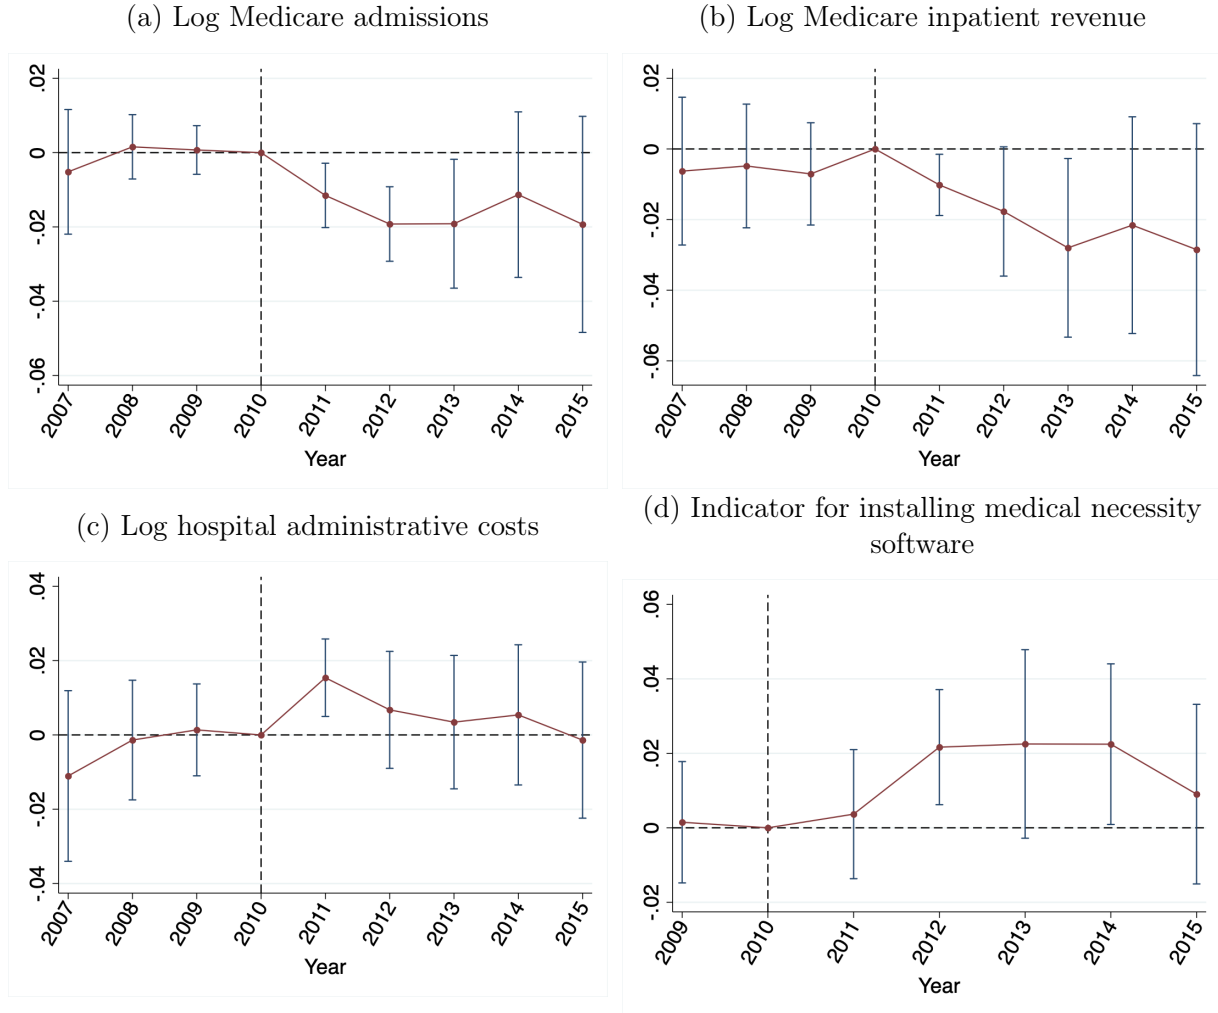 (a) Log Medicare admissions
.02
0
-.02
-.04
-.06
2007 2008 2009 2010 2011 2012 2013 2014 2015
Year
(b) Log Medicare inpatient revenue
.02
0
-.02
-.04
-.06
2007 2008 2009 2010 2011 2012 2013 2014 2015
Year
(c) Log hospital administrative costs
.04
.02
0
-.02
-.04
2007 2008 2009 2010 2011 2012 2013 2014 2015
Year
(d) Indicator for installing medical necessity
software
.06
.04
.02
0
-.02
2009 2010 2011 2012 2013 2014 2015
Year